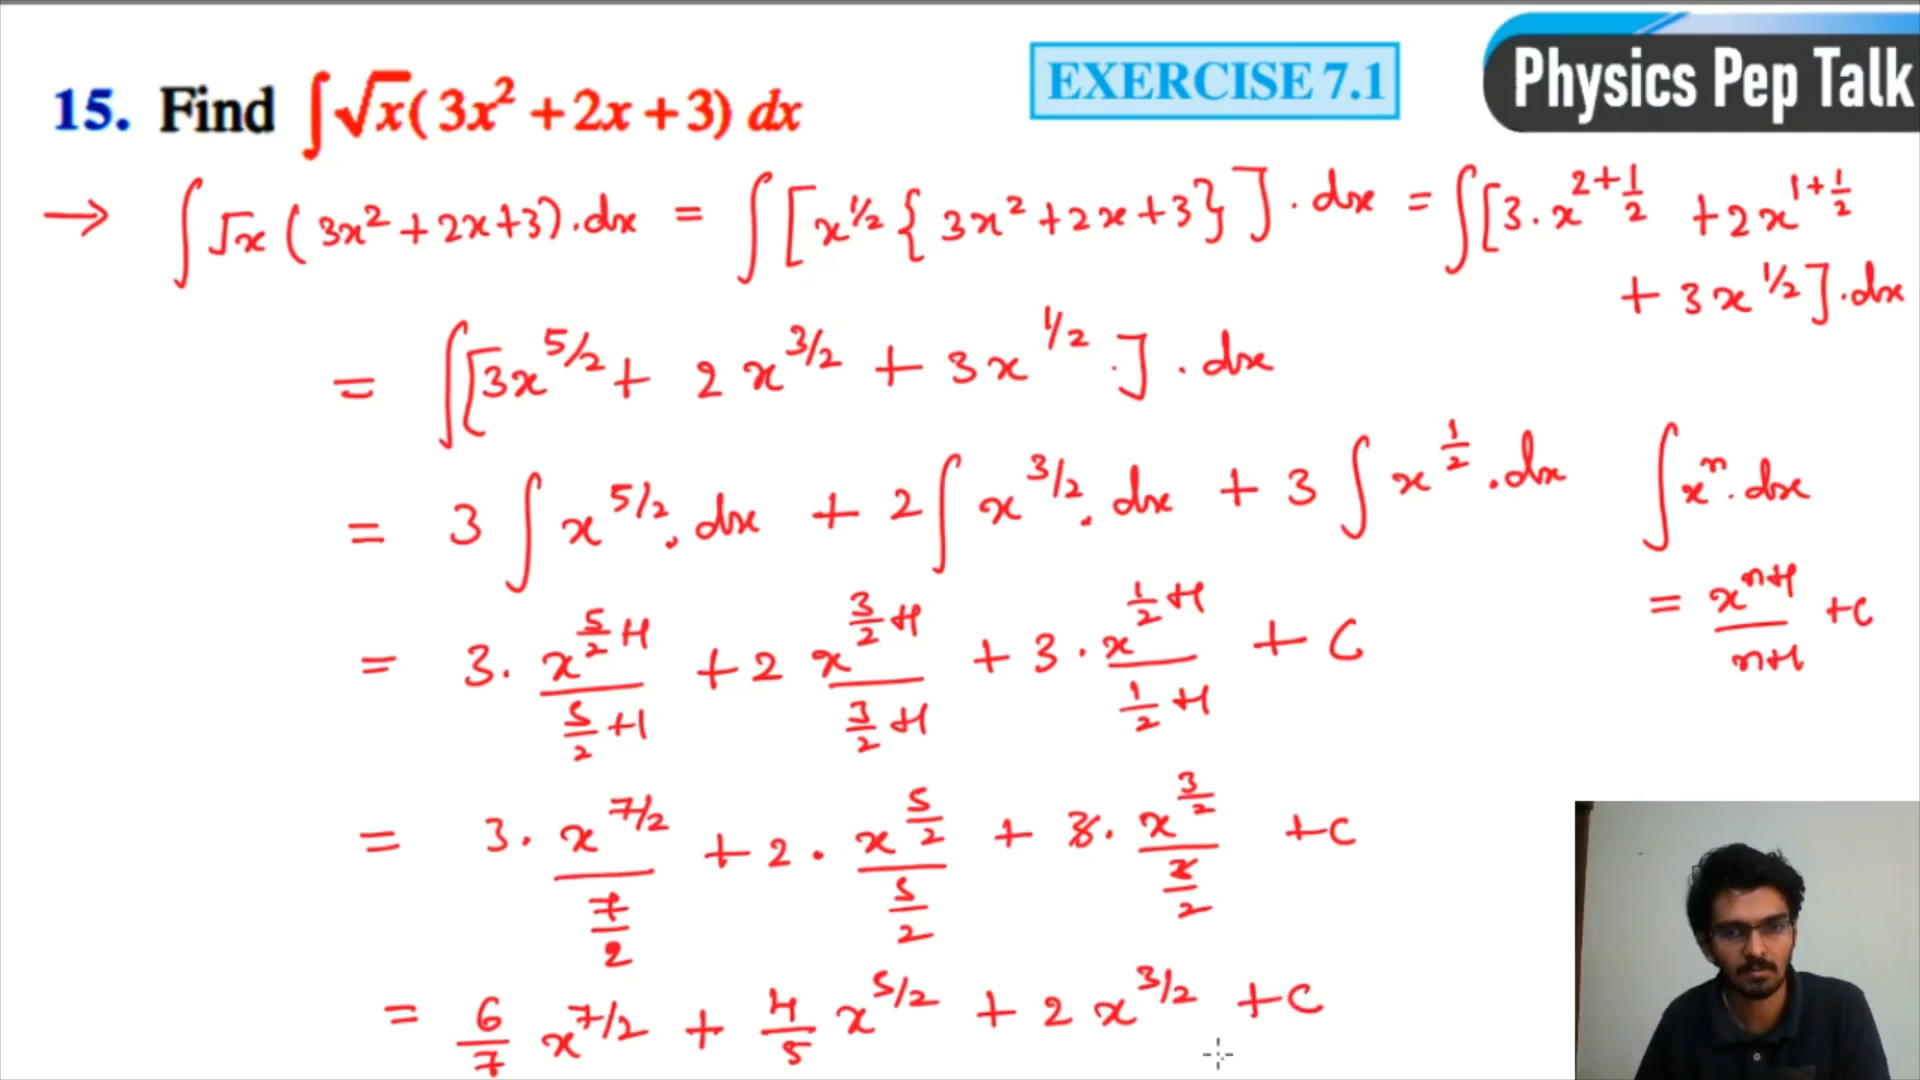 Physics Pep Talk
EXERCISE 7.1
15. Find ∫√x(3x² + 2x + 3) dx
→ ∫√x (3x² + 2x + 3).dx = ∫[x^1/2 {3x² + 2x + 3}].dx = ∫[3.x^(2+1/2) + 2x^(1+1/2)
+ 3x^1/2].dx
= ∫[3x^5/2 + 2x^3/2 + 3x^1/2.].dx
= 3∫x^5/2.dx + 2∫x^3/2.dx + 3∫x^1/2.dx
∫x^n.dx
= x^(n+1)/(n+1) + c
= 3.x^(5/2+1)/(5/2+1) + 2 x^(3/2+1)/(3/2+1) + 3.x^(1/2+1)/(1/2+1) + C
= 3.x^(7/2)/(7/2) + 2.x^(5/2)/(5/2) + 3.x^(3/2)/(3/2) + C
= 6/7 x^7/2 + 4/5 x^5/2 + 2x^3/2 + C